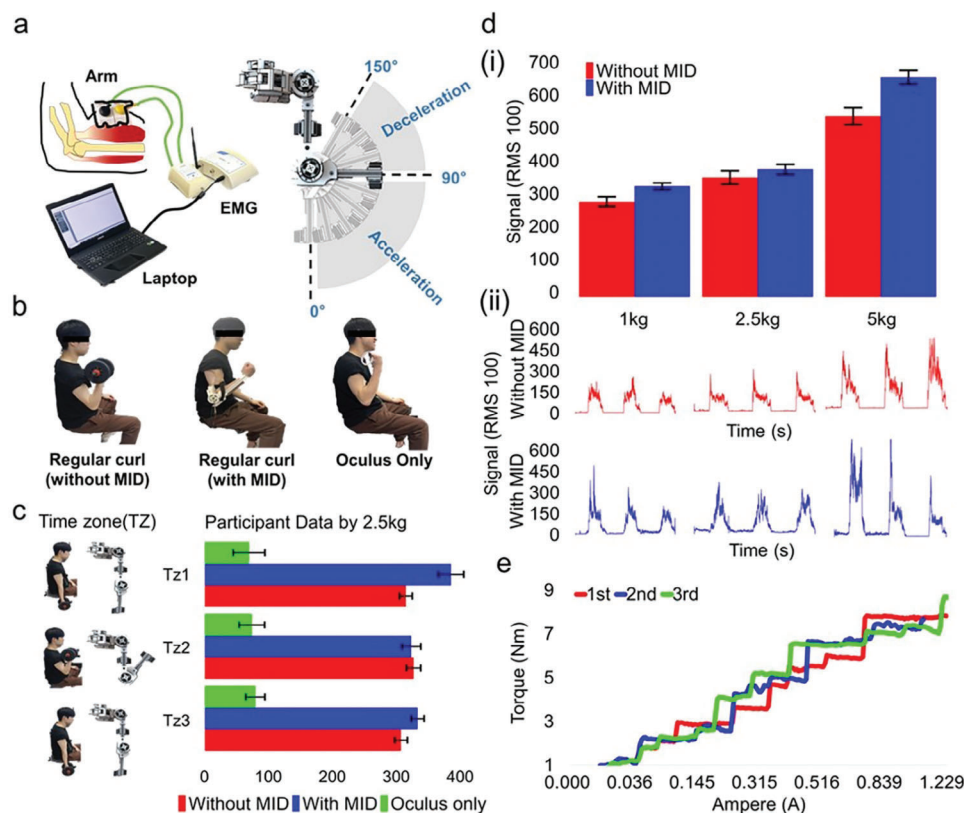 a
Arm
EMG
Laptop
150°
Deceleration
90°
Acceleration
0°
b
Regular curl
(without MID)
Regular curl
(with MID)
Oculus Only
c
Time zone(TZ)
Participant Data by 2.5kg
Tz1
Tz2
Tz3
0 100 200 300 400
Without MID With MID Oculus only
d
(i)
Signal (RMS 100)
700
600
500
400
300
200
100
0
Without MID
With MID
1kg 2.5kg 5kg
(ii)
Signal (RMS 100)
Without MID
600
450
300
150
0
Time (s)
With MID
600
450
300
150
0
Time (s)
e
1st 2nd 3rd
Torque (Nm)
9
7
5
3
1
0.000 0.036 0.145 0.315 0.516 0.839 1.229
Ampere (A)